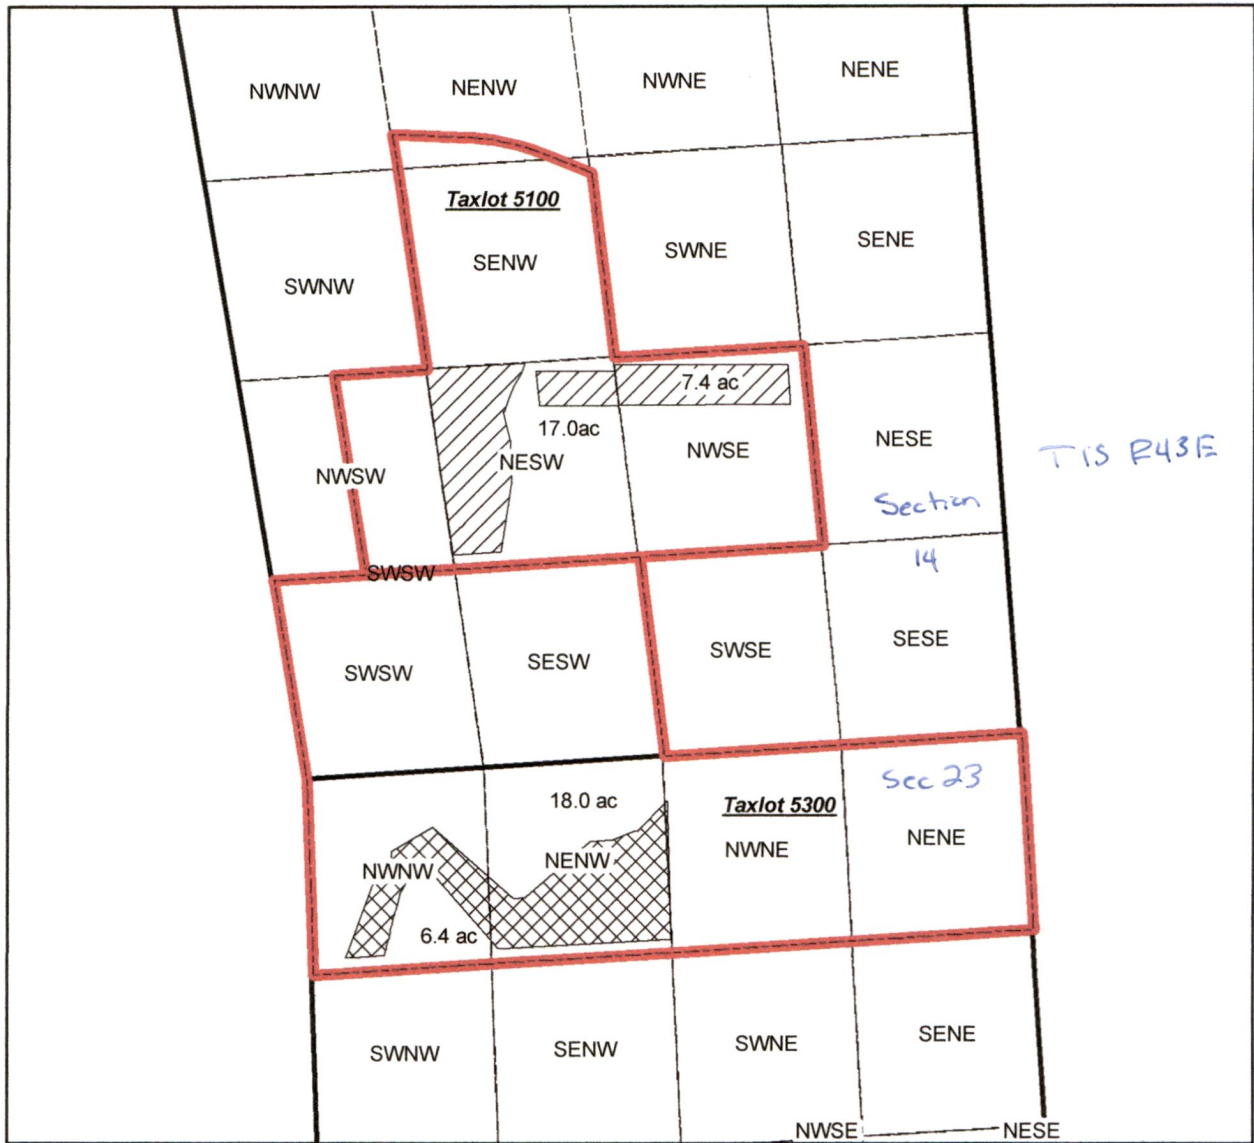 NWNW NENW NWNE NENE
Taxlot 5100
SWNW SENW SWNE SENE
7.4 ac
17.0ac
NWSW NESW NWSE NESE
T1S R43E
Section
14
SWSW
SWSW SESW SWSE SESE
Sec 23
18.0 ac
Taxlot 5300
NWNW NENW NWNE NENE
6.4 ac
SWNW SENW SWNE SENE
NWSE NESE